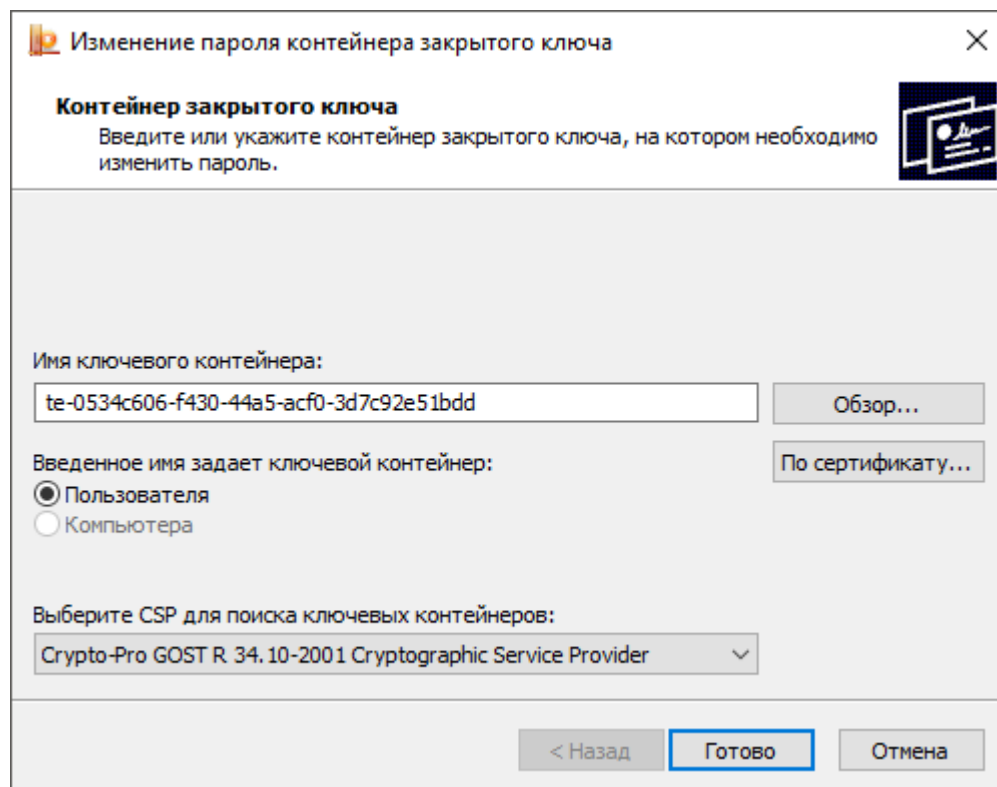 Изменение пароля контейнера закрытого ключа
Контейнер закрытого ключа
Введите или укажите контейнер закрытого ключа, на котором необходимо
изменить пароль.
Имя ключевого контейнера:
te-0534c606-f430-44a5-acf0-3d7c92e51bdd
Обзор...
Введенное имя задает ключевой контейнер:
По сертификату...
Пользователя
Компьютера
Выберите CSP для поиска ключевых контейнеров:
Crypto-Pro GOST R 34.10-2001 Cryptographic Service Provider
< Назад
Готово
Отмена